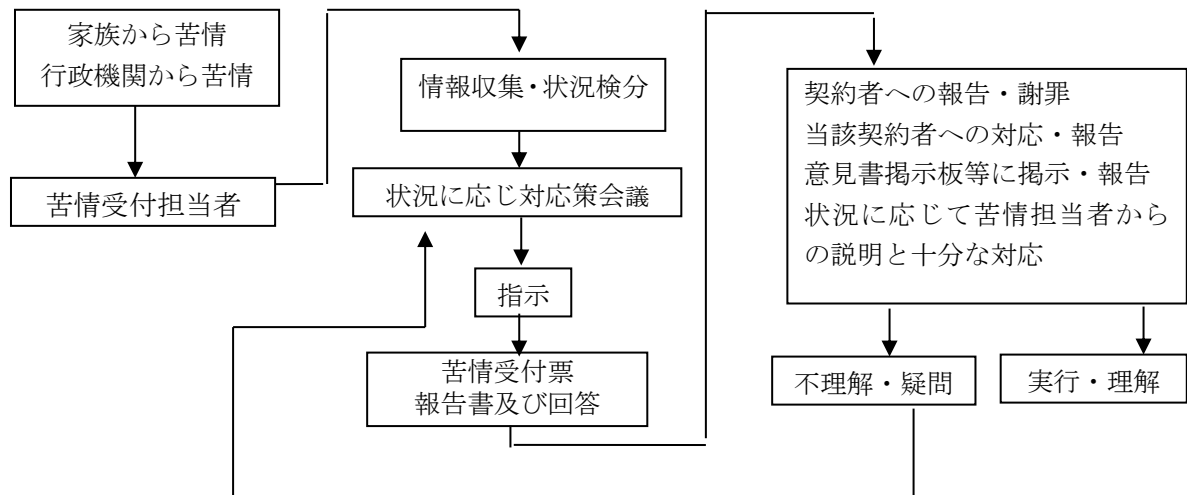 家族から苦情
行政機関から苦情
苦情受付担当者
情報収集・状況検分
状況に応じ対応策会議
指示
苦情受付票
報告書及び回答
契約者への報告・謝罪
当該契約者への対応・報告
意見書掲示板等に掲示・報告
状況に応じて苦情担当者から
の説明と十分な対応
不理解・疑問
実行・理解